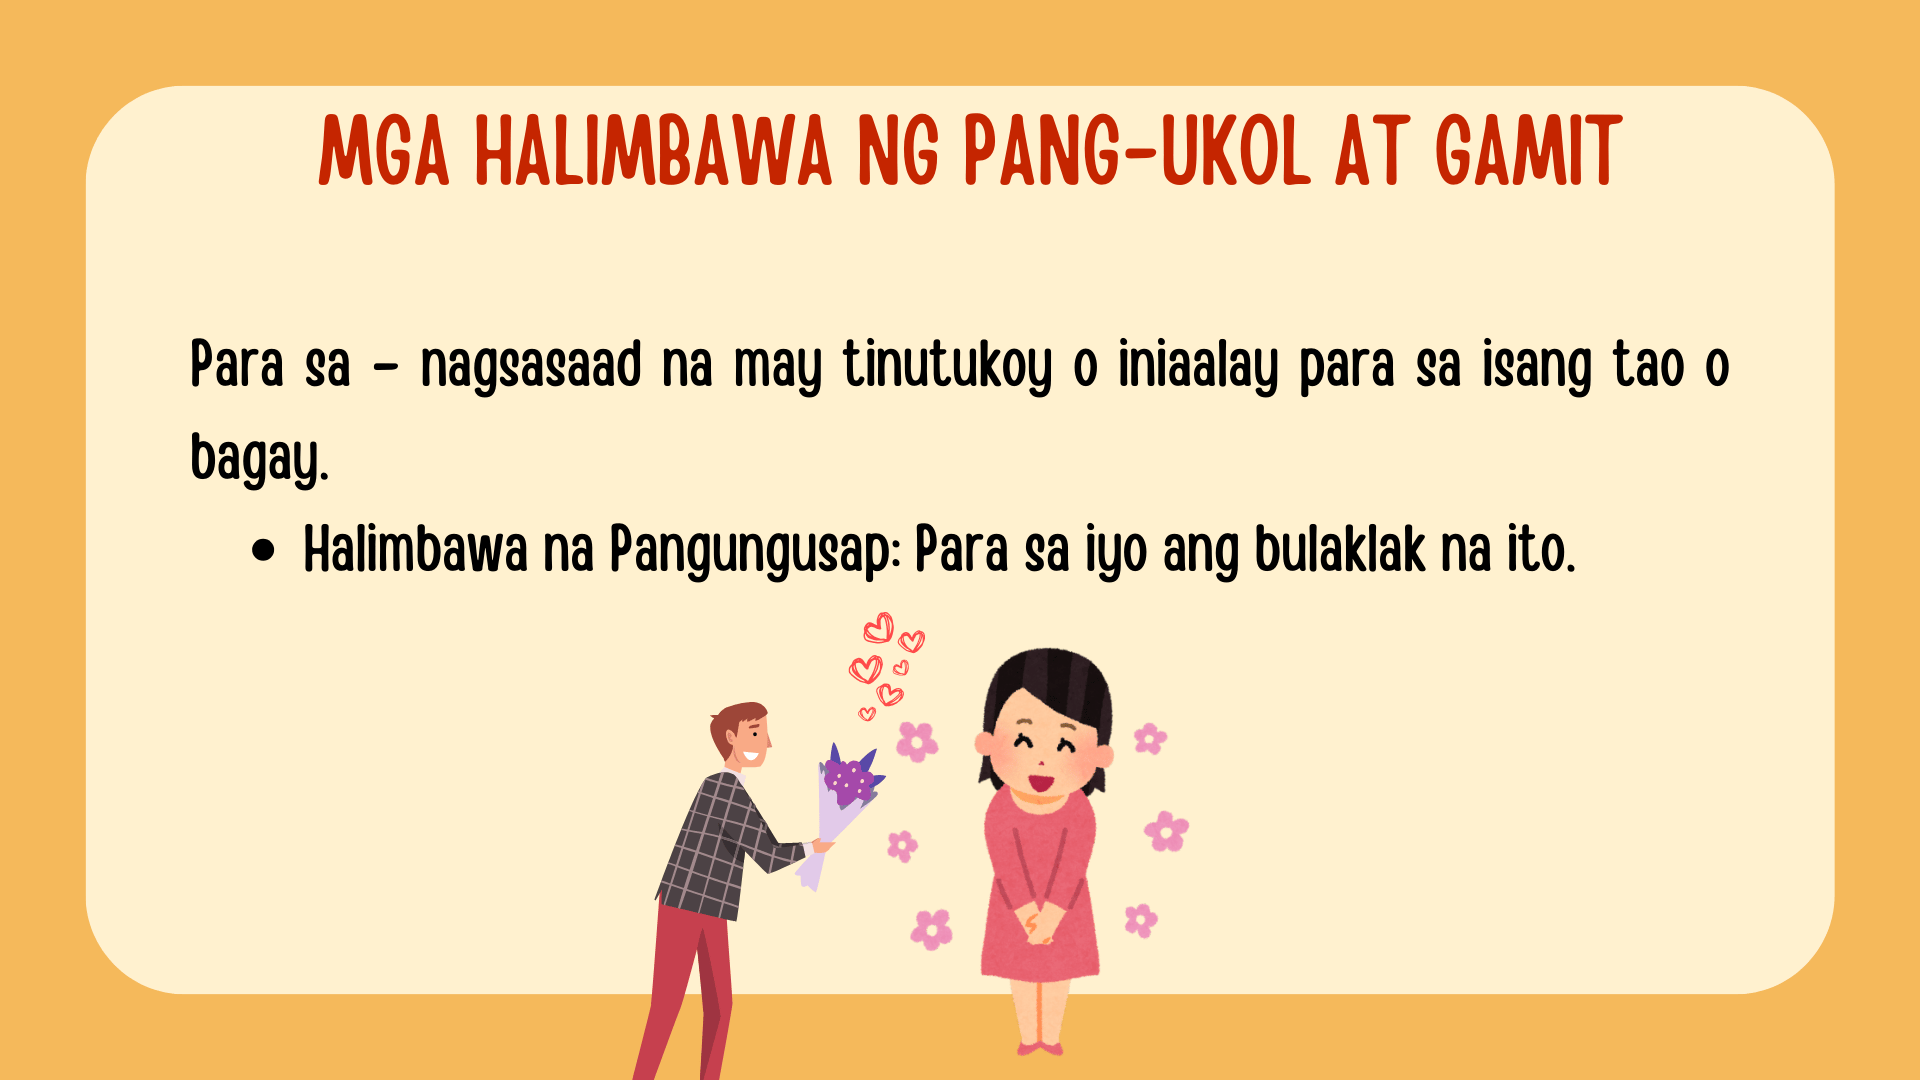 MGA HALIMBAWA NG PANG-UKOL AT GAMIT
Para sa – nagsasaad na may tinutukoy o iniaalay para sa isang tao o
bagay.
• Halimbawa na Pangungusap: Para sa iyo ang bulaklak na ito.